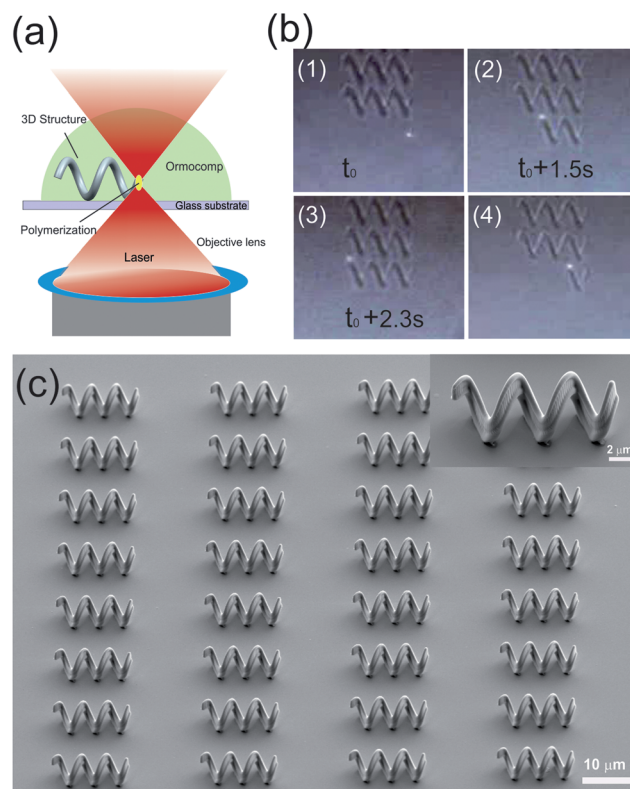 (a)
3D Structure
Ormocomp
Glass substrate
Polymerization
Objective lens
Laser
(b)
(1)
t₀
(2)
t₀+1.5s
(3)
t₀+2.3s
(4)
(c)
2 μm
10 μm